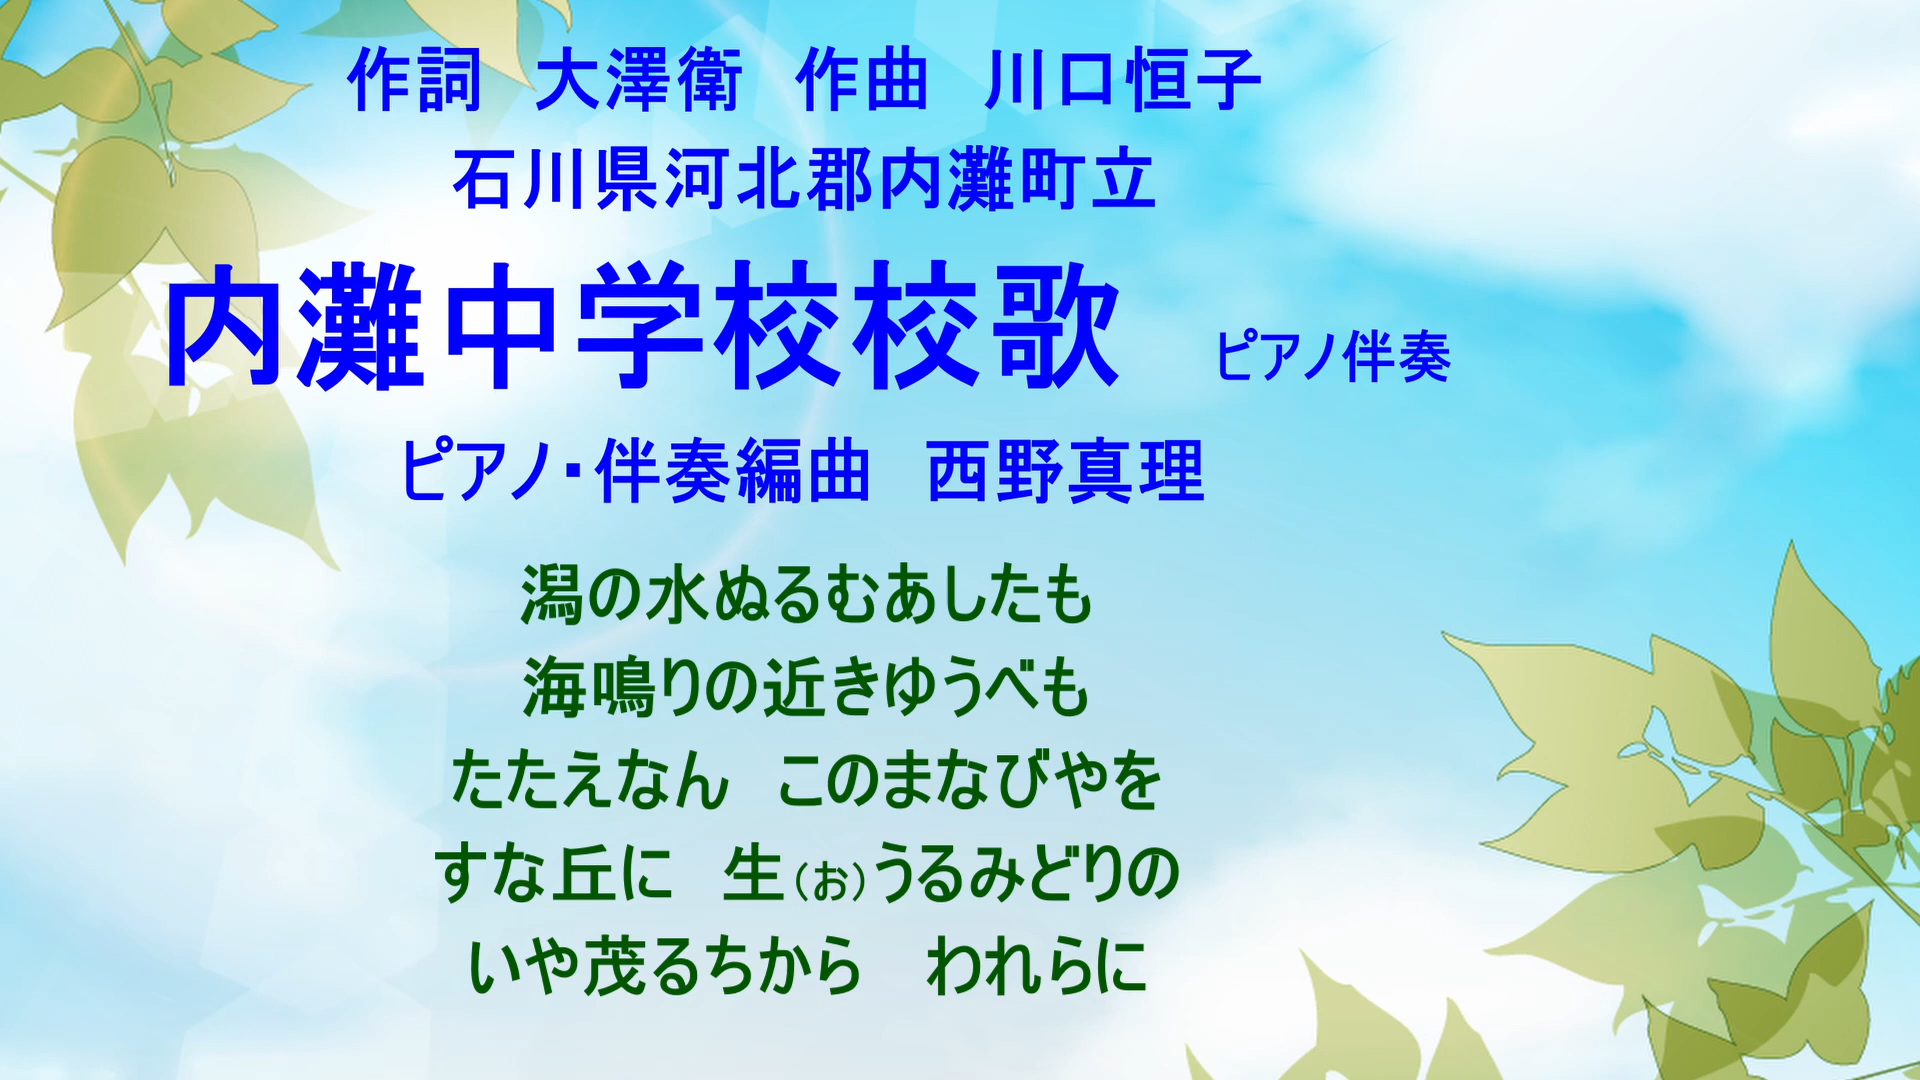 作詞　大澤衛　作曲　川口恒子
石川県河北郡内灘町立
内灘中学校校歌　ピアノ伴奏
ピアノ・伴奏編曲　西野真理
潟の水ぬるむあしたも
海鳴りの近きゆうべも
たたえなん　このまなびやを
すな丘に　生（お）うるみどりの
いや茂るちから　われらに